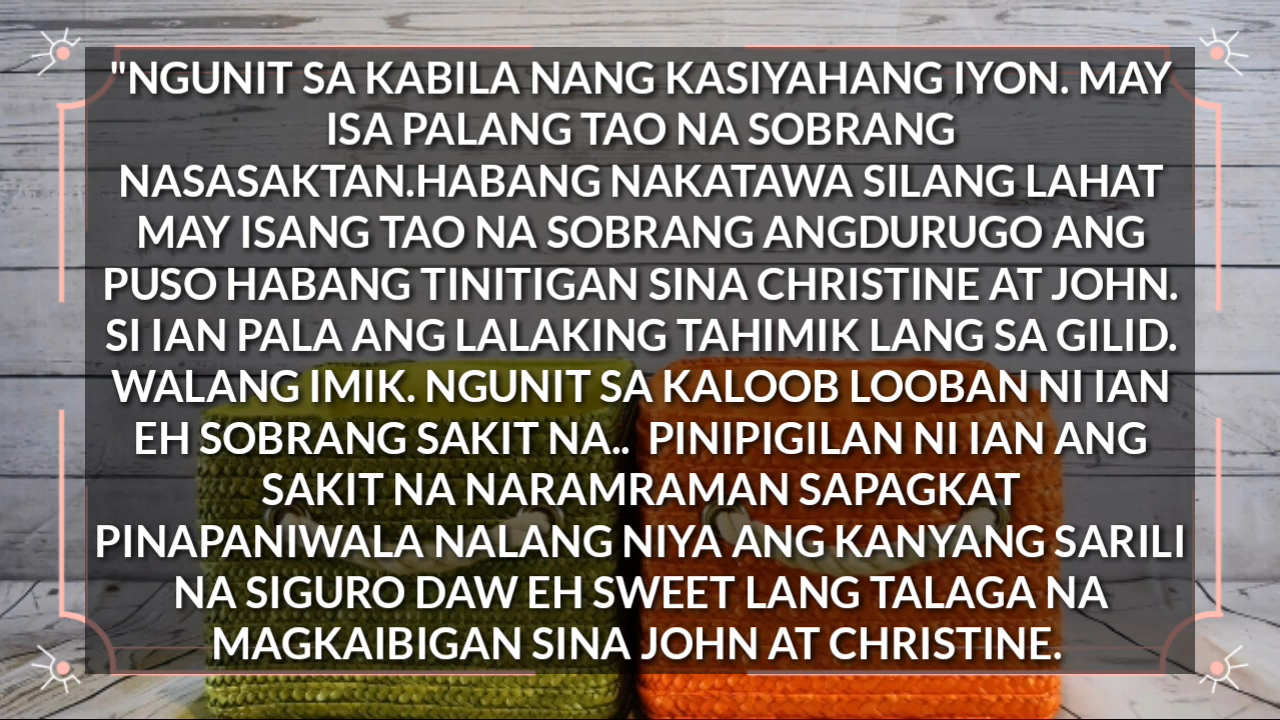 "NGUNIT SA KABILA NANG KASIYAHANG IYON. MAY
ISA PALANG TAO NA SOBRANG
NASASAKTAN.HABANG NAKATAWA SILANG LAHAT
MAY ISANG TAO NA SOBRANG ANGDURUGO ANG
PUSO HABANG TINITIGAN SINA CHRISTINE AT JOHN.
SI IAN PALA ANG LALAKING TAHIMIK LANG SA GILID.
WALANG IMIK. NGUNIT SA KALOOB LOOBAN NI IAN
EH SOBRANG SAKIT NA.. PINIPIGILAN NI IAN ANG
SAKIT NA NARAMRAMAN SAPAGKAT
PINAPANIWALA NALANG NIYA ANG KANYANG SARILI
NA SIGURO DAW EH SWEET LANG TALAGA NA
MAGKAIBIGAN SINA JOHN AT CHRISTINE.